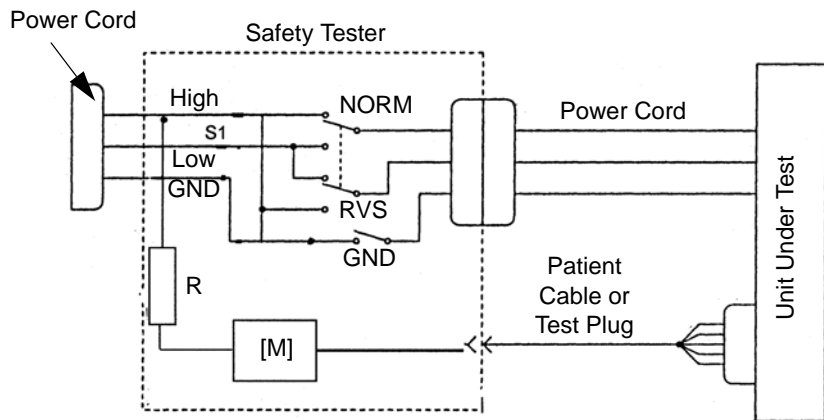 Power Cord
Safety Tester
High
NORM
Power Cord
S1
Low
GND
RVS
GND
R
[M]
Patient
Cable or
Test Plug
Unit Under Test